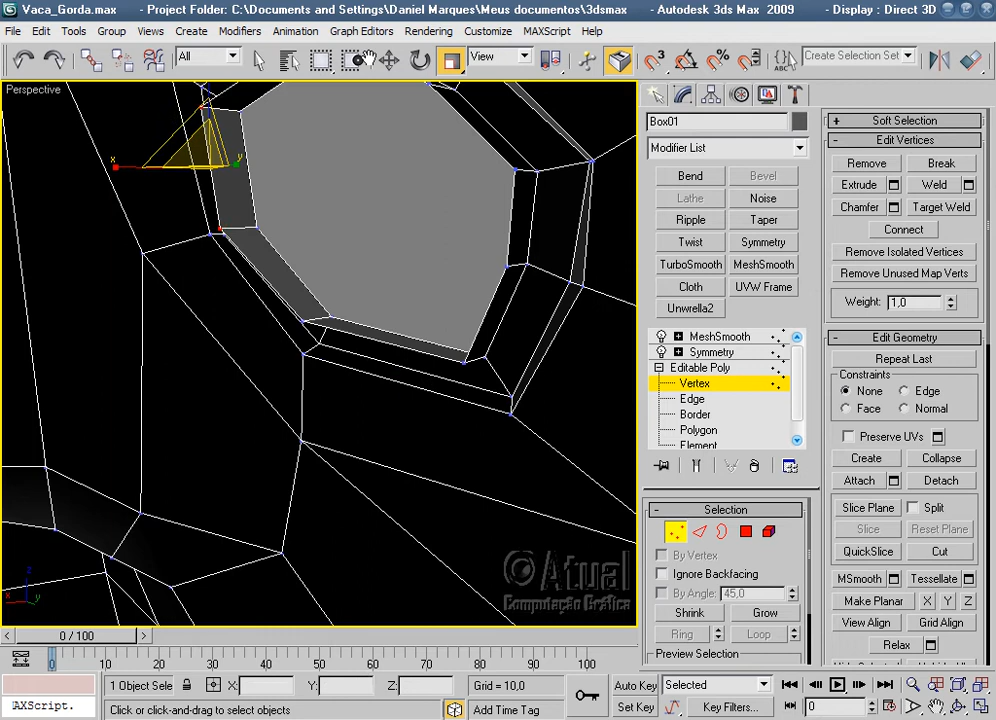 Vaca_Gorda.max - Project Folder: C:\Documents and Settings\Daniel Marques\Meus documentos\3dsmax - Autodesk 3ds Max 2009 - Display : Direct 3D
File Edit Tools Group Views Create Modifiers Animation Graph Editors Rendering Customize MAXScript Help
All View Create Selection Set
Perspective
x y
Box01
Modifier List
Bend Bevel
Lathe Noise
Ripple Taper
Twist Symmetry
TurboSmooth MeshSmooth
Cloth UVW Frame
Unwrella2
MeshSmooth
Symmetry
Editable Poly
Vertex
Edge
Border
Polygon
Element
Selection
By Vertex
Ignore Backfacing
By Angle: 45,0
Shrink Grow
Ring Loop
Preview Selection
Soft Selection
Edit Vertices
Remove Break
Extrude Weld
Chamfer Target Weld
Connect
Remove Isolated Vertices
Remove Unused Map Verts
Weight: 1,0
Edit Geometry
Repeat Last
Constraints
None Edge
Face Normal
Preserve UVs
Create Collapse
Attach Detach
Slice Plane Split
Slice Reset Plane
QuickSlice Cut
MSmooth Tessellate
Make Planar X Y Z
View Align Grid Align
Relax
Atual
Computação Gráfica
z x y
0 / 100
0 10 20 30 40 50 60 70 80 90 100
1 Object Sele X: Y: Z: Grid = 10,0 Auto Key Selected
AXScript. Click or click-and-drag to select objects Add Time Tag Set Key Key Filters... 0